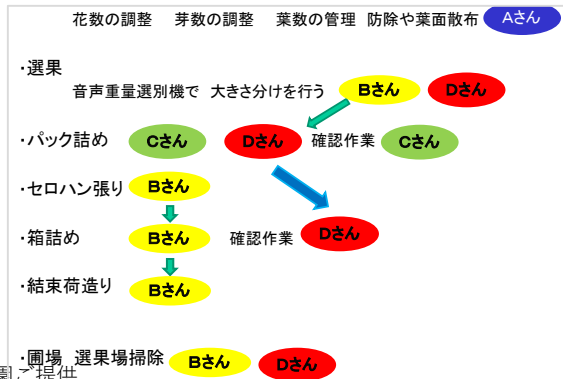 花数の調整 芽数の調整 葉数の管理 防除や葉面散布 Aさん
・選果
音声重量選別機で 大きさ分けを行う Bさん Dさん
・パック詰め Cさん Dさん 確認作業 Cさん
・セロハン張り Bさん
・箱詰め Bさん 確認作業 Dさん
・結束荷造り Bさん
・圃場 選果場掃除 Bさん Dさん
園ご提供